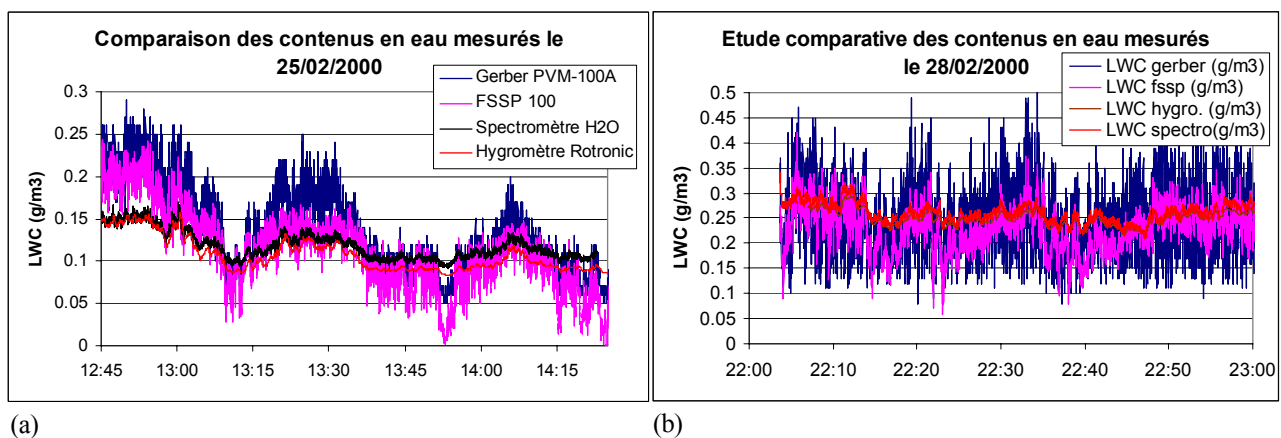 Comparaison des contenus en eau mesurés le
25/02/2000
Gerber PVM-100A
FSSP 100
Spectromètre H2O
Hygromètre Rotronic
LWC (g/m3)
0.3
0.25
0.2
0.15
0.1
0.05
0
12:45 13:00 13:15 13:30 13:45 14:00 14:15
(a)
Etude comparative des contenus en eau mesurés
le 28/02/2000
LWC gerber (g/m3)
LWC fssp (g/m3)
LWC hygro. (g/m3)
LWC spectro(g/m3)
LWC (g/m3)
0.5
0.45
0.4
0.35
0.3
0.25
0.2
0.15
0.1
0.05
0
22:00 22:10 22:20 22:30 22:40 22:50 23:00
(b)